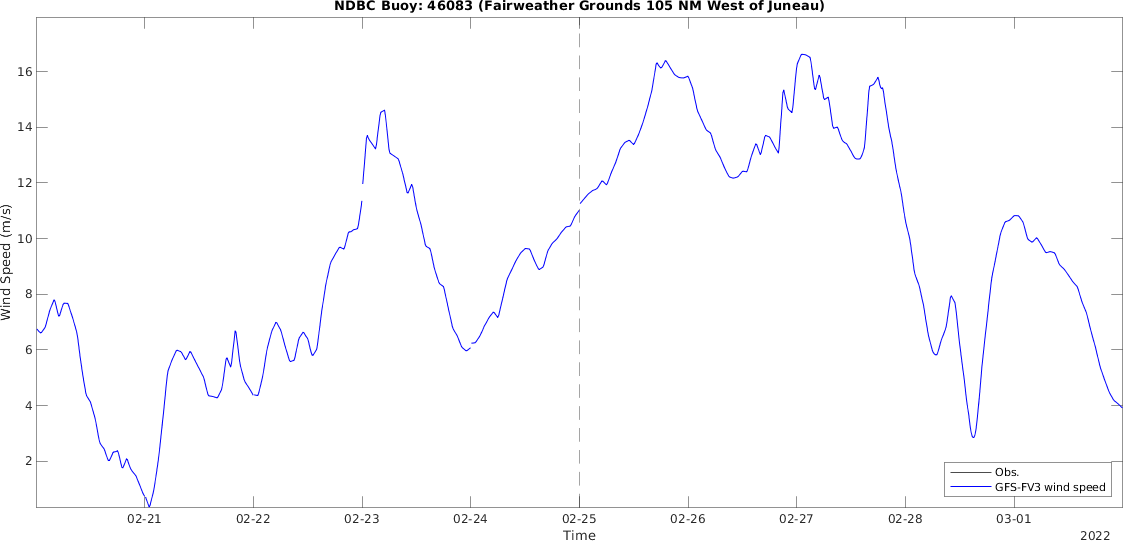 NDBC Buoy: 46083 (Fairweather Grounds 105 NM West of Juneau)
16
14
12
10
8
6
4
2
Wind Speed (m/s)
Obs.
GFS-FV3 wind speed
02-21 02-22 02-23 02-24 02-25 02-26 02-27 02-28 03-01
Time
2022